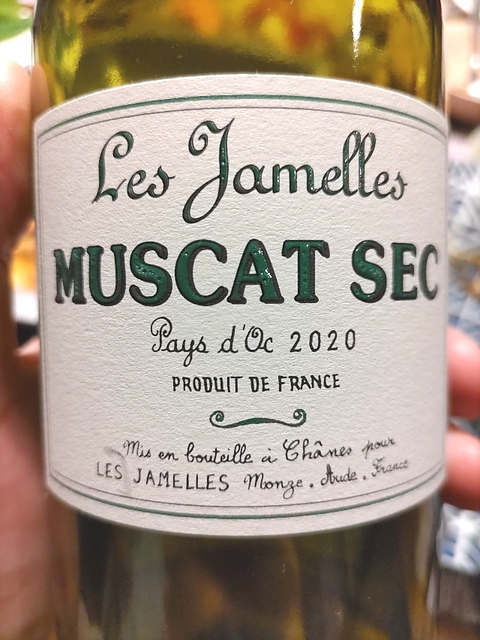 Les Jamelles
MUSCAT SEC
Pays d'Oc 2020
PRODUIT DE FRANCE
Mis en bouteille à Chânes pour
LES JAMELLES Monze. Aude. France